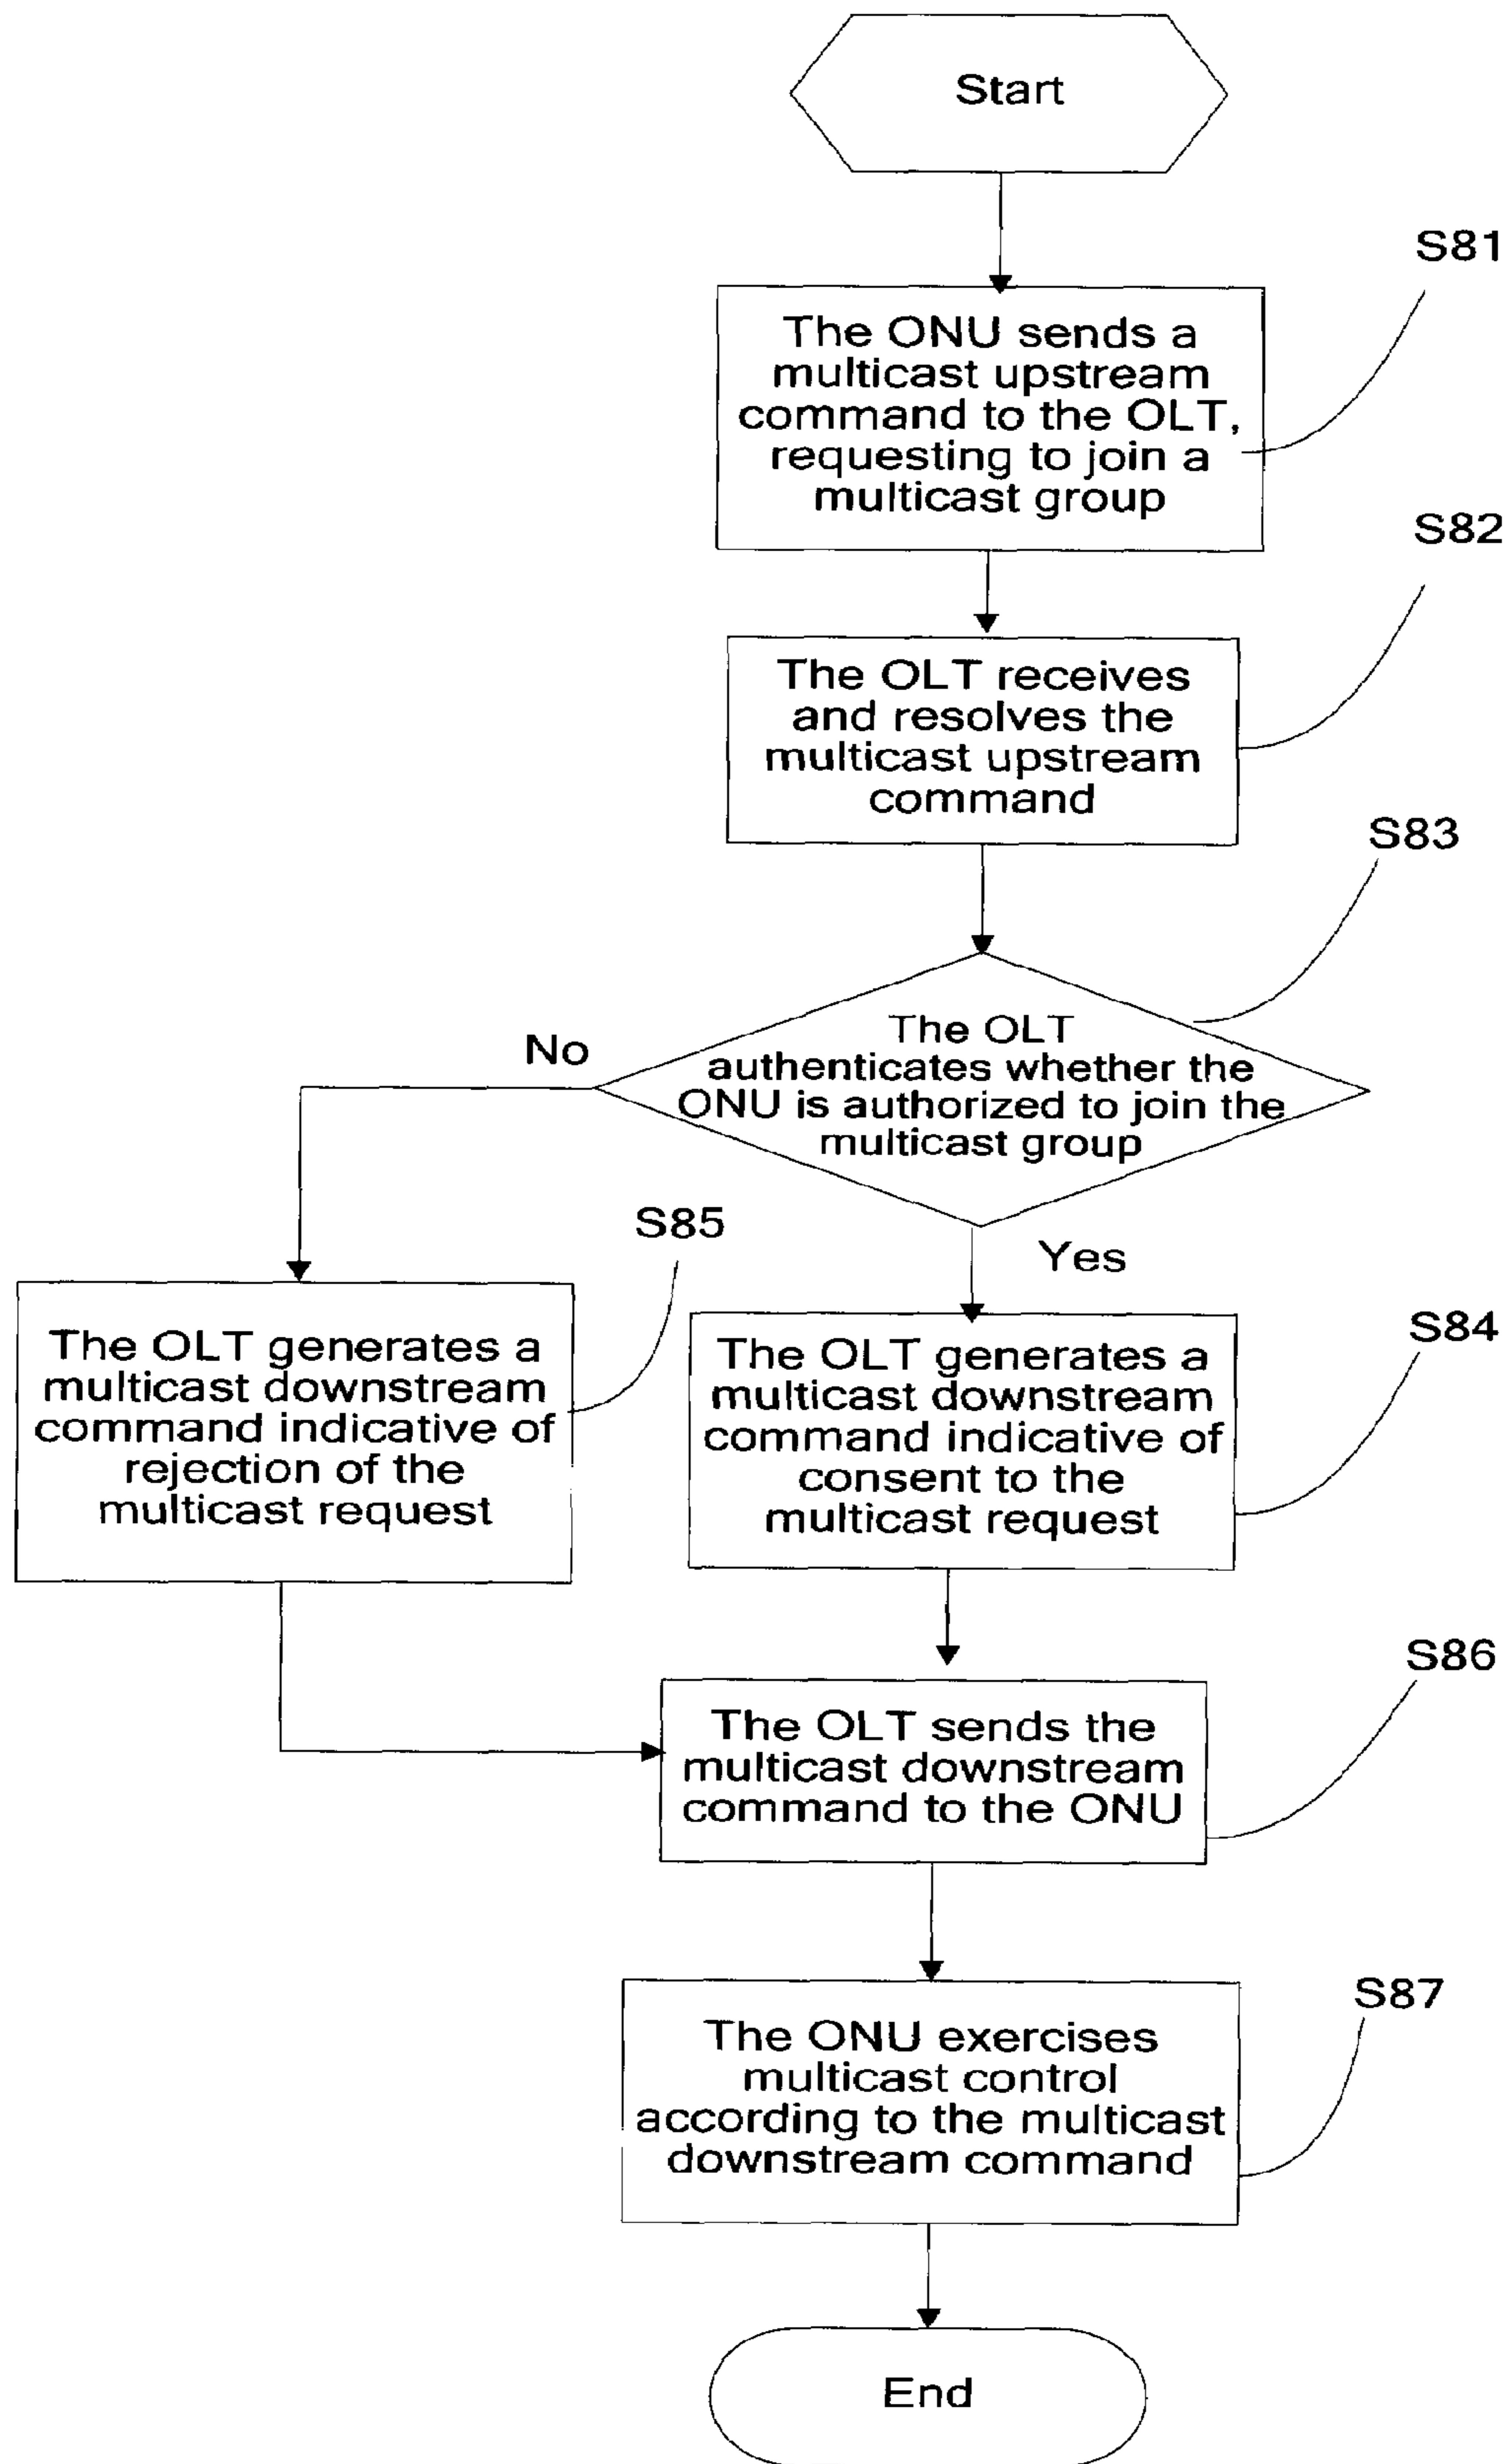 Start
S81
The ONU sends a
multicast upstream
command to the OLT,
requesting to join a
multicast group
S82
The OLT receives
and resolves the
multicast upstream
command
S83
The OLT
authenticates whether the
ONU is authorized to join the
multicast group
No
Yes
S85
The OLT generates a
multicast downstream
command indicative of
rejection of the
multicast request
S84
The OLT generates a
multicast downstream
command indicative of
consent to the
multicast request
S86
The OLT sends the
multicast downstream
command to the ONU
S87
The ONU exercises
multicast control
according to the multicast
downstream command
End